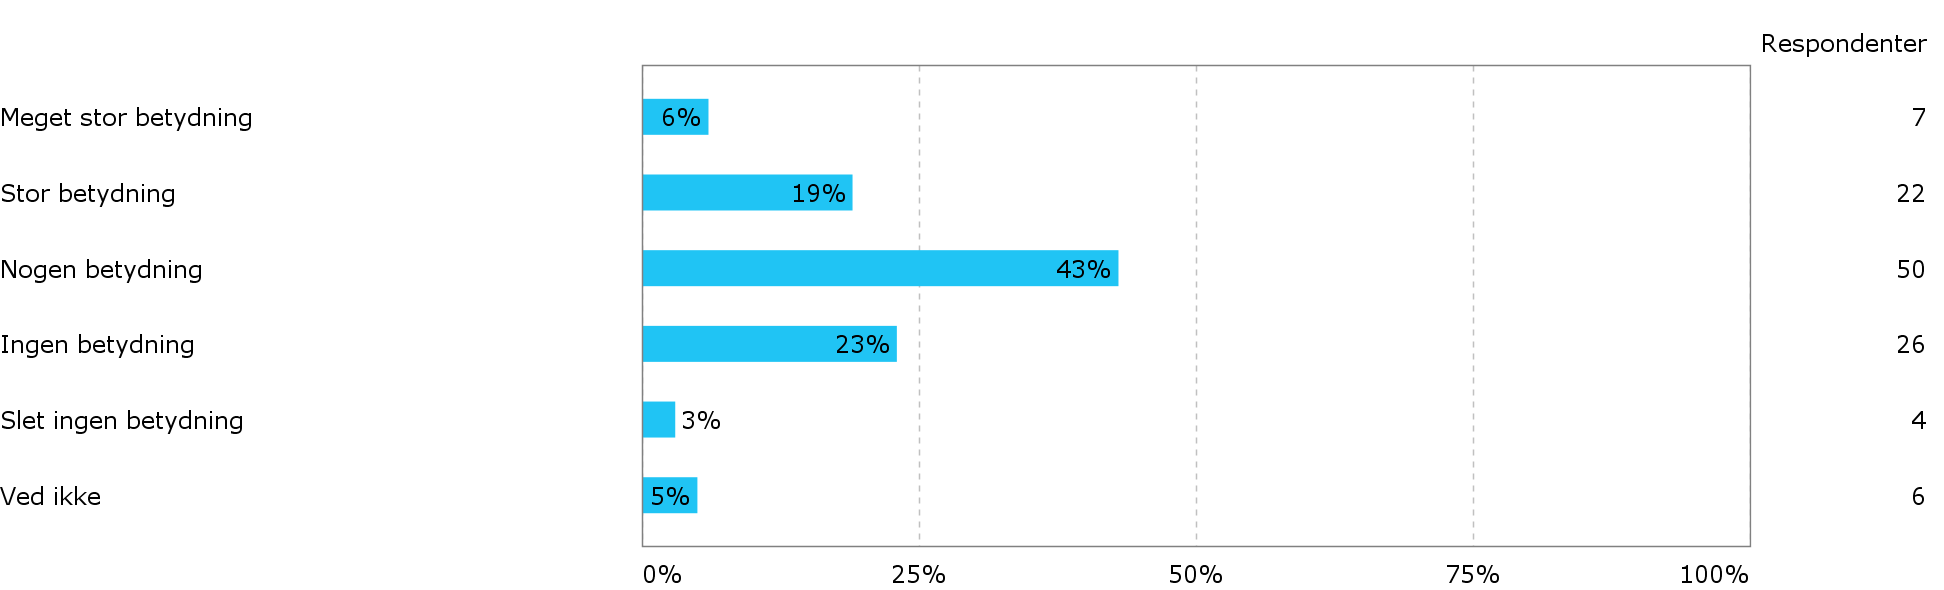 Respondenter
Meget stor betydning 6% 7
Stor betydning 19% 22
Nogen betydning 43% 50
Ingen betydning 23% 26
Slet ingen betydning 3% 4
Ved ikke 5% 6
0% 25% 50% 75% 100%